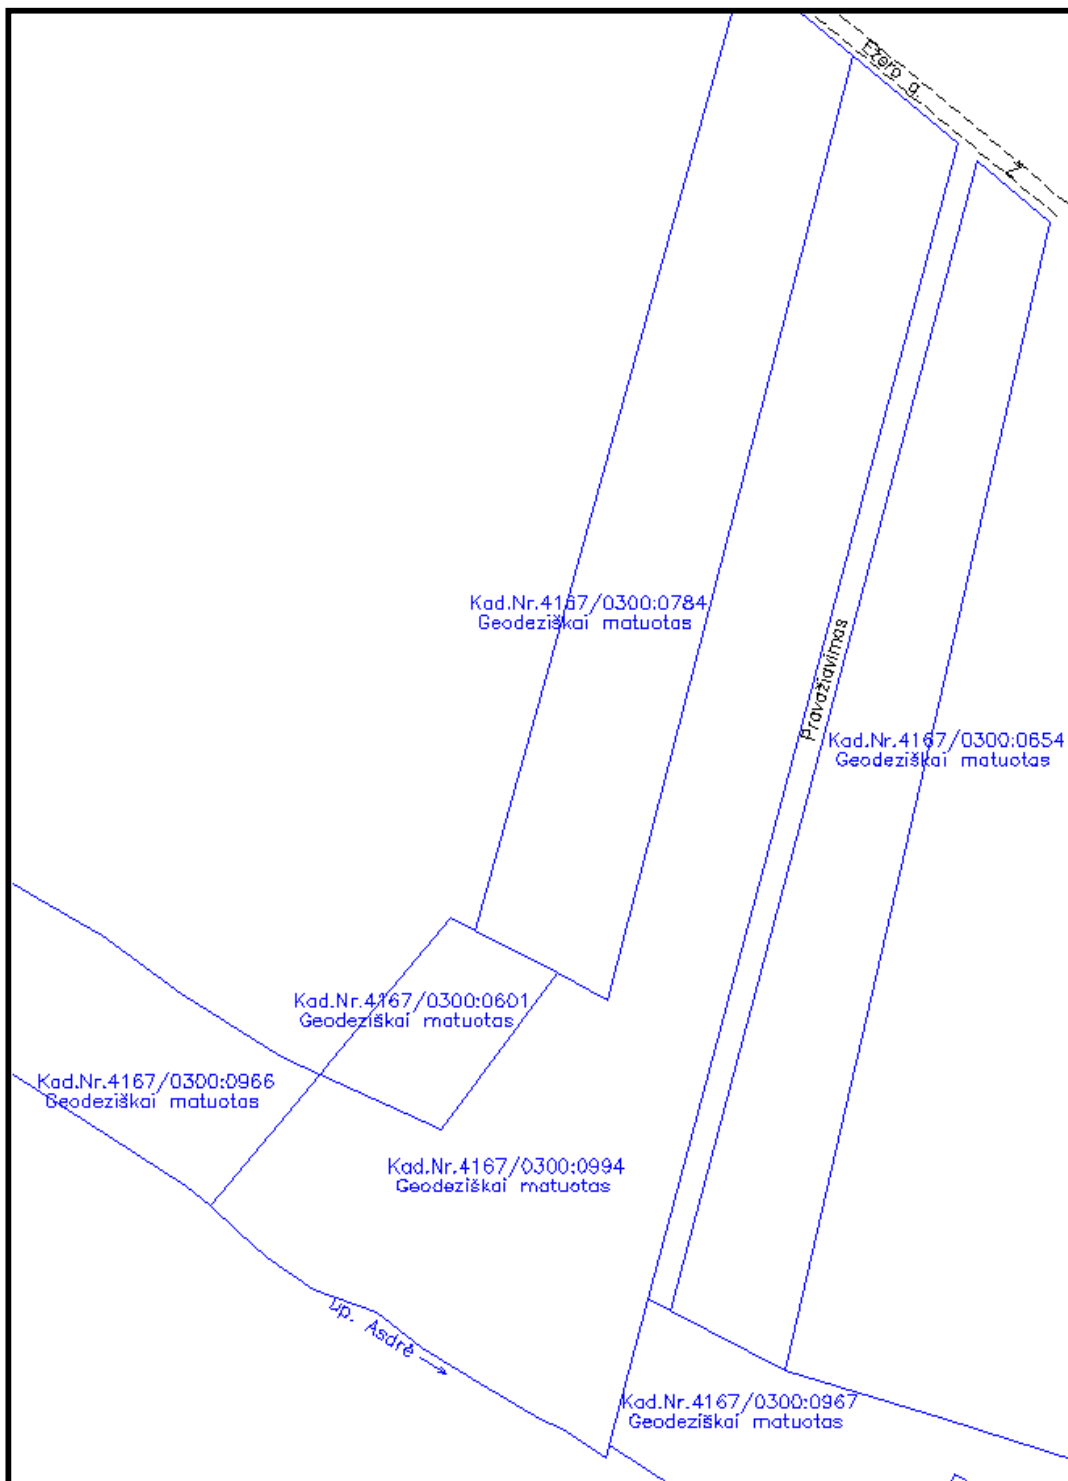 Ežero g.
Ž
Kad.Nr.4167/0300:0784
Geodeziškai matuotas
Pravažiavimas
Kad.Nr.4167/0300:0654
Geodeziškai matuotas
Kad.Nr.4167/0300:0601
Geodeziškai matuotas
Kad.Nr.4167/0300:0966
Geodeziškai matuotas
Kad.Nr.4167/0300:0994
Geodeziškai matuotas
up. Asdrė
Kad.Nr.4167/0300:0967
Geodeziškai matuotas